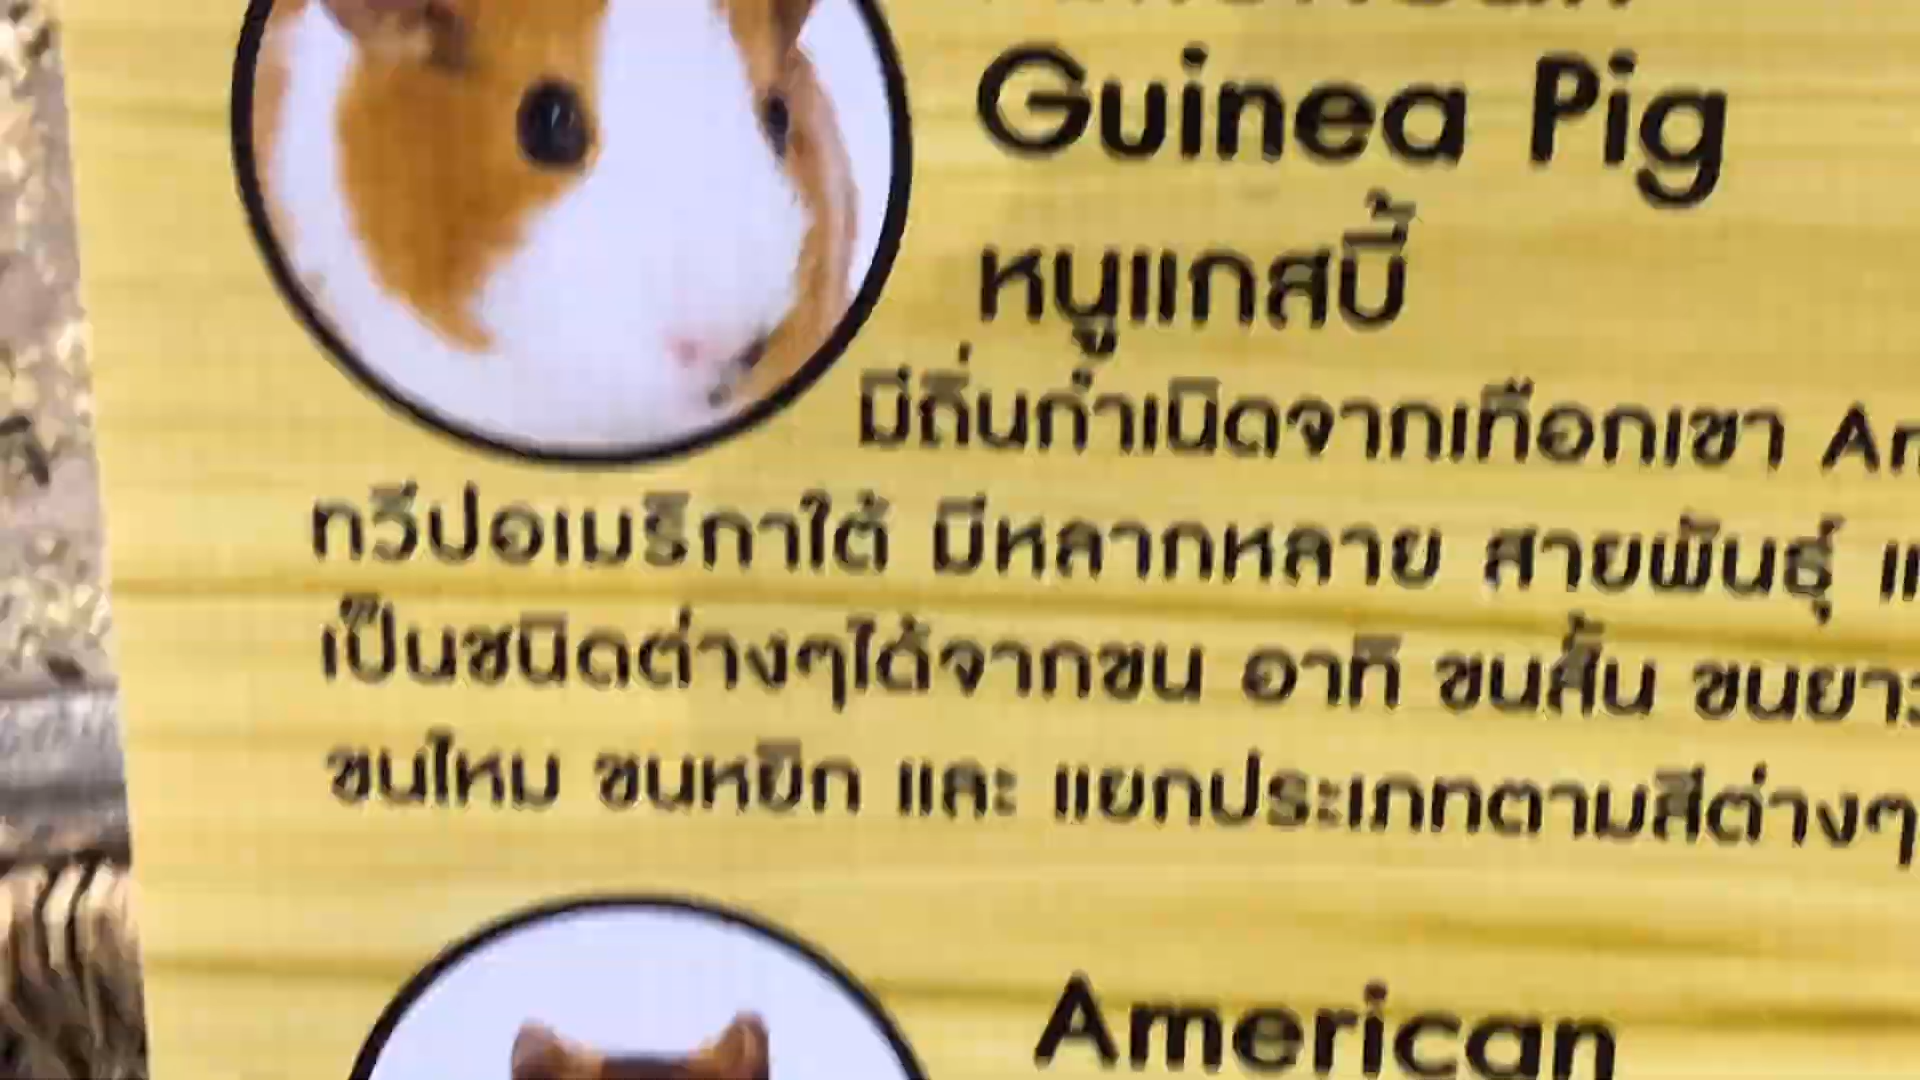 Guinea Pig
หนูแกสบี้
มีถิ่นกำเนิดจากเทือกเขา
ทวีปอเมริกาใต้ มีหลากหลาย สายพันธุ์
เป็นชนิดต่างๆได้จากขน อาทิ ขนสั้น ขนยาว
ขนไหม ขนหยิก และ แยกประเภทตามสีต่างๆ
American